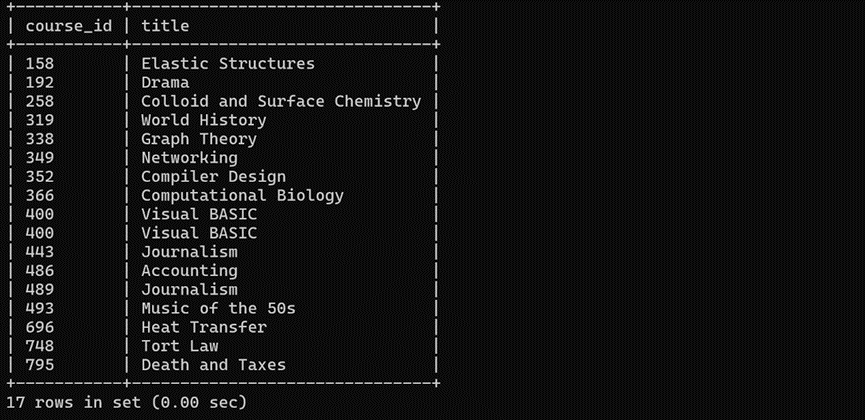 +-----------+--------------------------------+
| course_id | title                          |
+-----------+--------------------------------+
| 158       | Elastic Structures             |
| 192       | Drama                          |
| 258       | Colloid and Surface Chemistry  |
| 319       | World History                  |
| 338       | Graph Theory                   |
| 349       | Networking                     |
| 352       | Compiler Design                |
| 366       | Computational Biology          |
| 400       | Visual BASIC                   |
| 400       | Visual BASIC                   |
| 443       | Journalism                     |
| 486       | Accounting                     |
| 489       | Journalism                     |
| 493       | Music of the 50s               |
| 696       | Heat Transfer                  |
| 748       | Tort Law                       |
| 795       | Death and Taxes                |
+-----------+--------------------------------+
17 rows in set (0.00 sec)